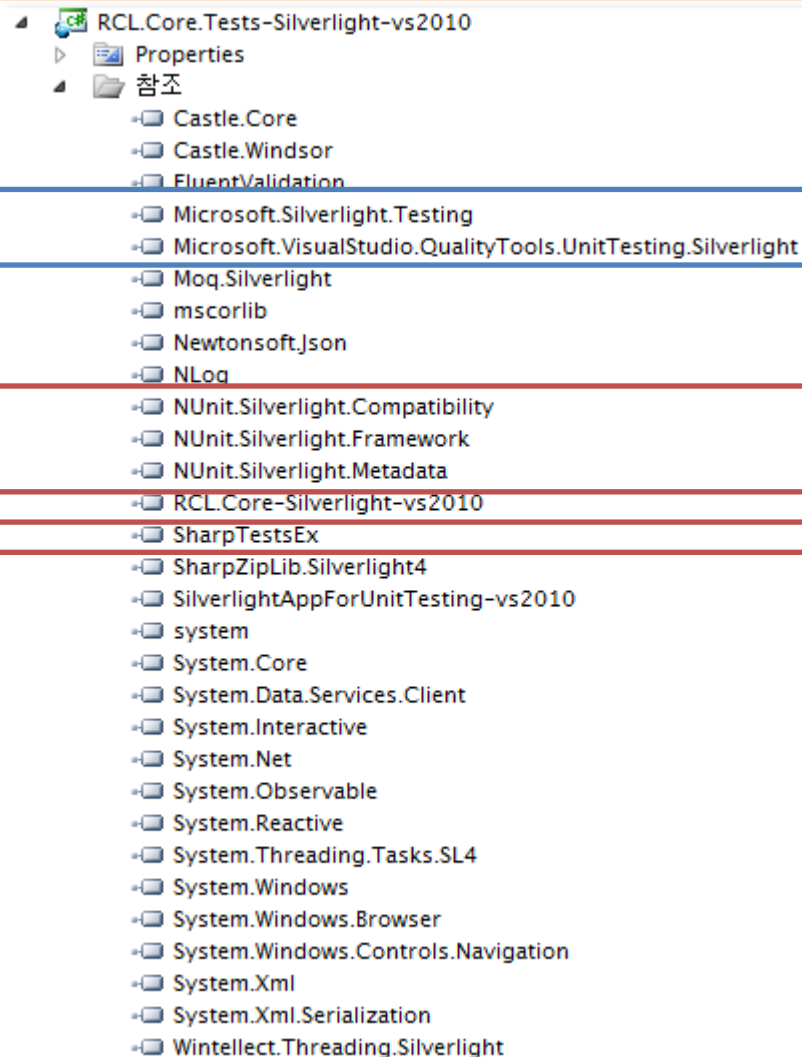 RCL.Core.Tests-Silverlight-vs2010
Properties
참조
Castle.Core
Castle.Windsor
FluentValidation
Microsoft.Silverlight.Testing
Microsoft.VisualStudio.QualityTools.UnitTesting.Silverlight
Moq.Silverlight
mscorlib
Newtonsoft.Json
NLog
NUnit.Silverlight.Compatibility
NUnit.Silverlight.Framework
NUnit.Silverlight.Metadata
RCL.Core-Silverlight-vs2010
SharpTestsEx
SharpZipLib.Silverlight4
SilverlightAppForUnitTesting-vs2010
system
System.Core
System.Data.Services.Client
System.Interactive
System.Net
System.Observable
System.Reactive
System.Threading.Tasks.SL4
System.Windows
System.Windows.Browser
System.Windows.Controls.Navigation
System.Xml
System.Xml.Serialization
Wintellect.Threading.Silverlight